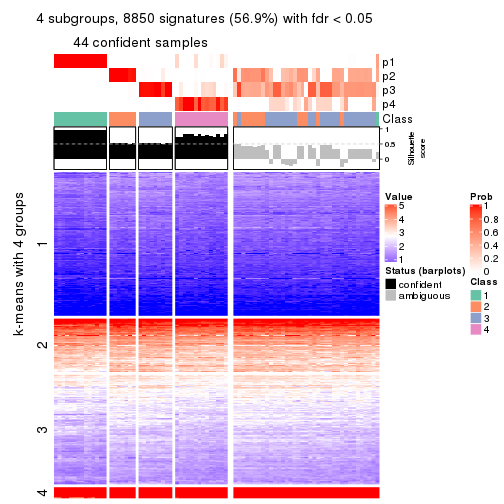 4 subgroups, 8850 signatures (56.9%) with fdr < 0.05
44 confident samples
p1
p2
p3
p4
Class
1
0.5
0
Silhouette
score
k-means with 4 groups
1
2
3
4
Value
5
4
3
2
1
Status (barplots)
confident
ambiguous
Prob
1
0.8
0.6
0.4
0.2
0
Class
1
2
3
4